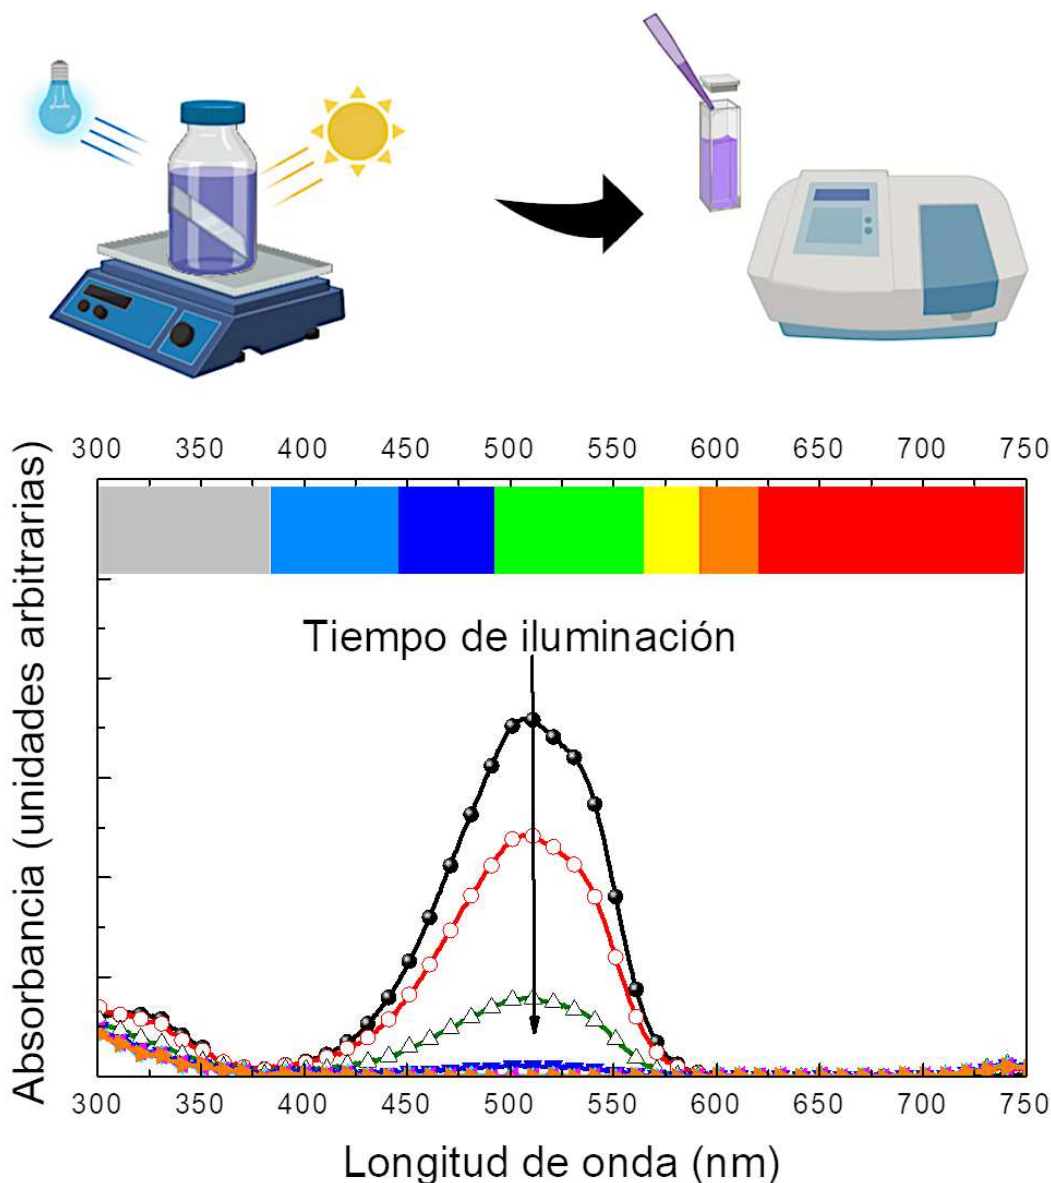 300 350 400 450 500 550 600 650 700 750
Tiempo de iluminación
Absorbancia (unidades arbitrarias)
300 350 400 450 500 550 600 650 700 750
Longitud de onda (nm)